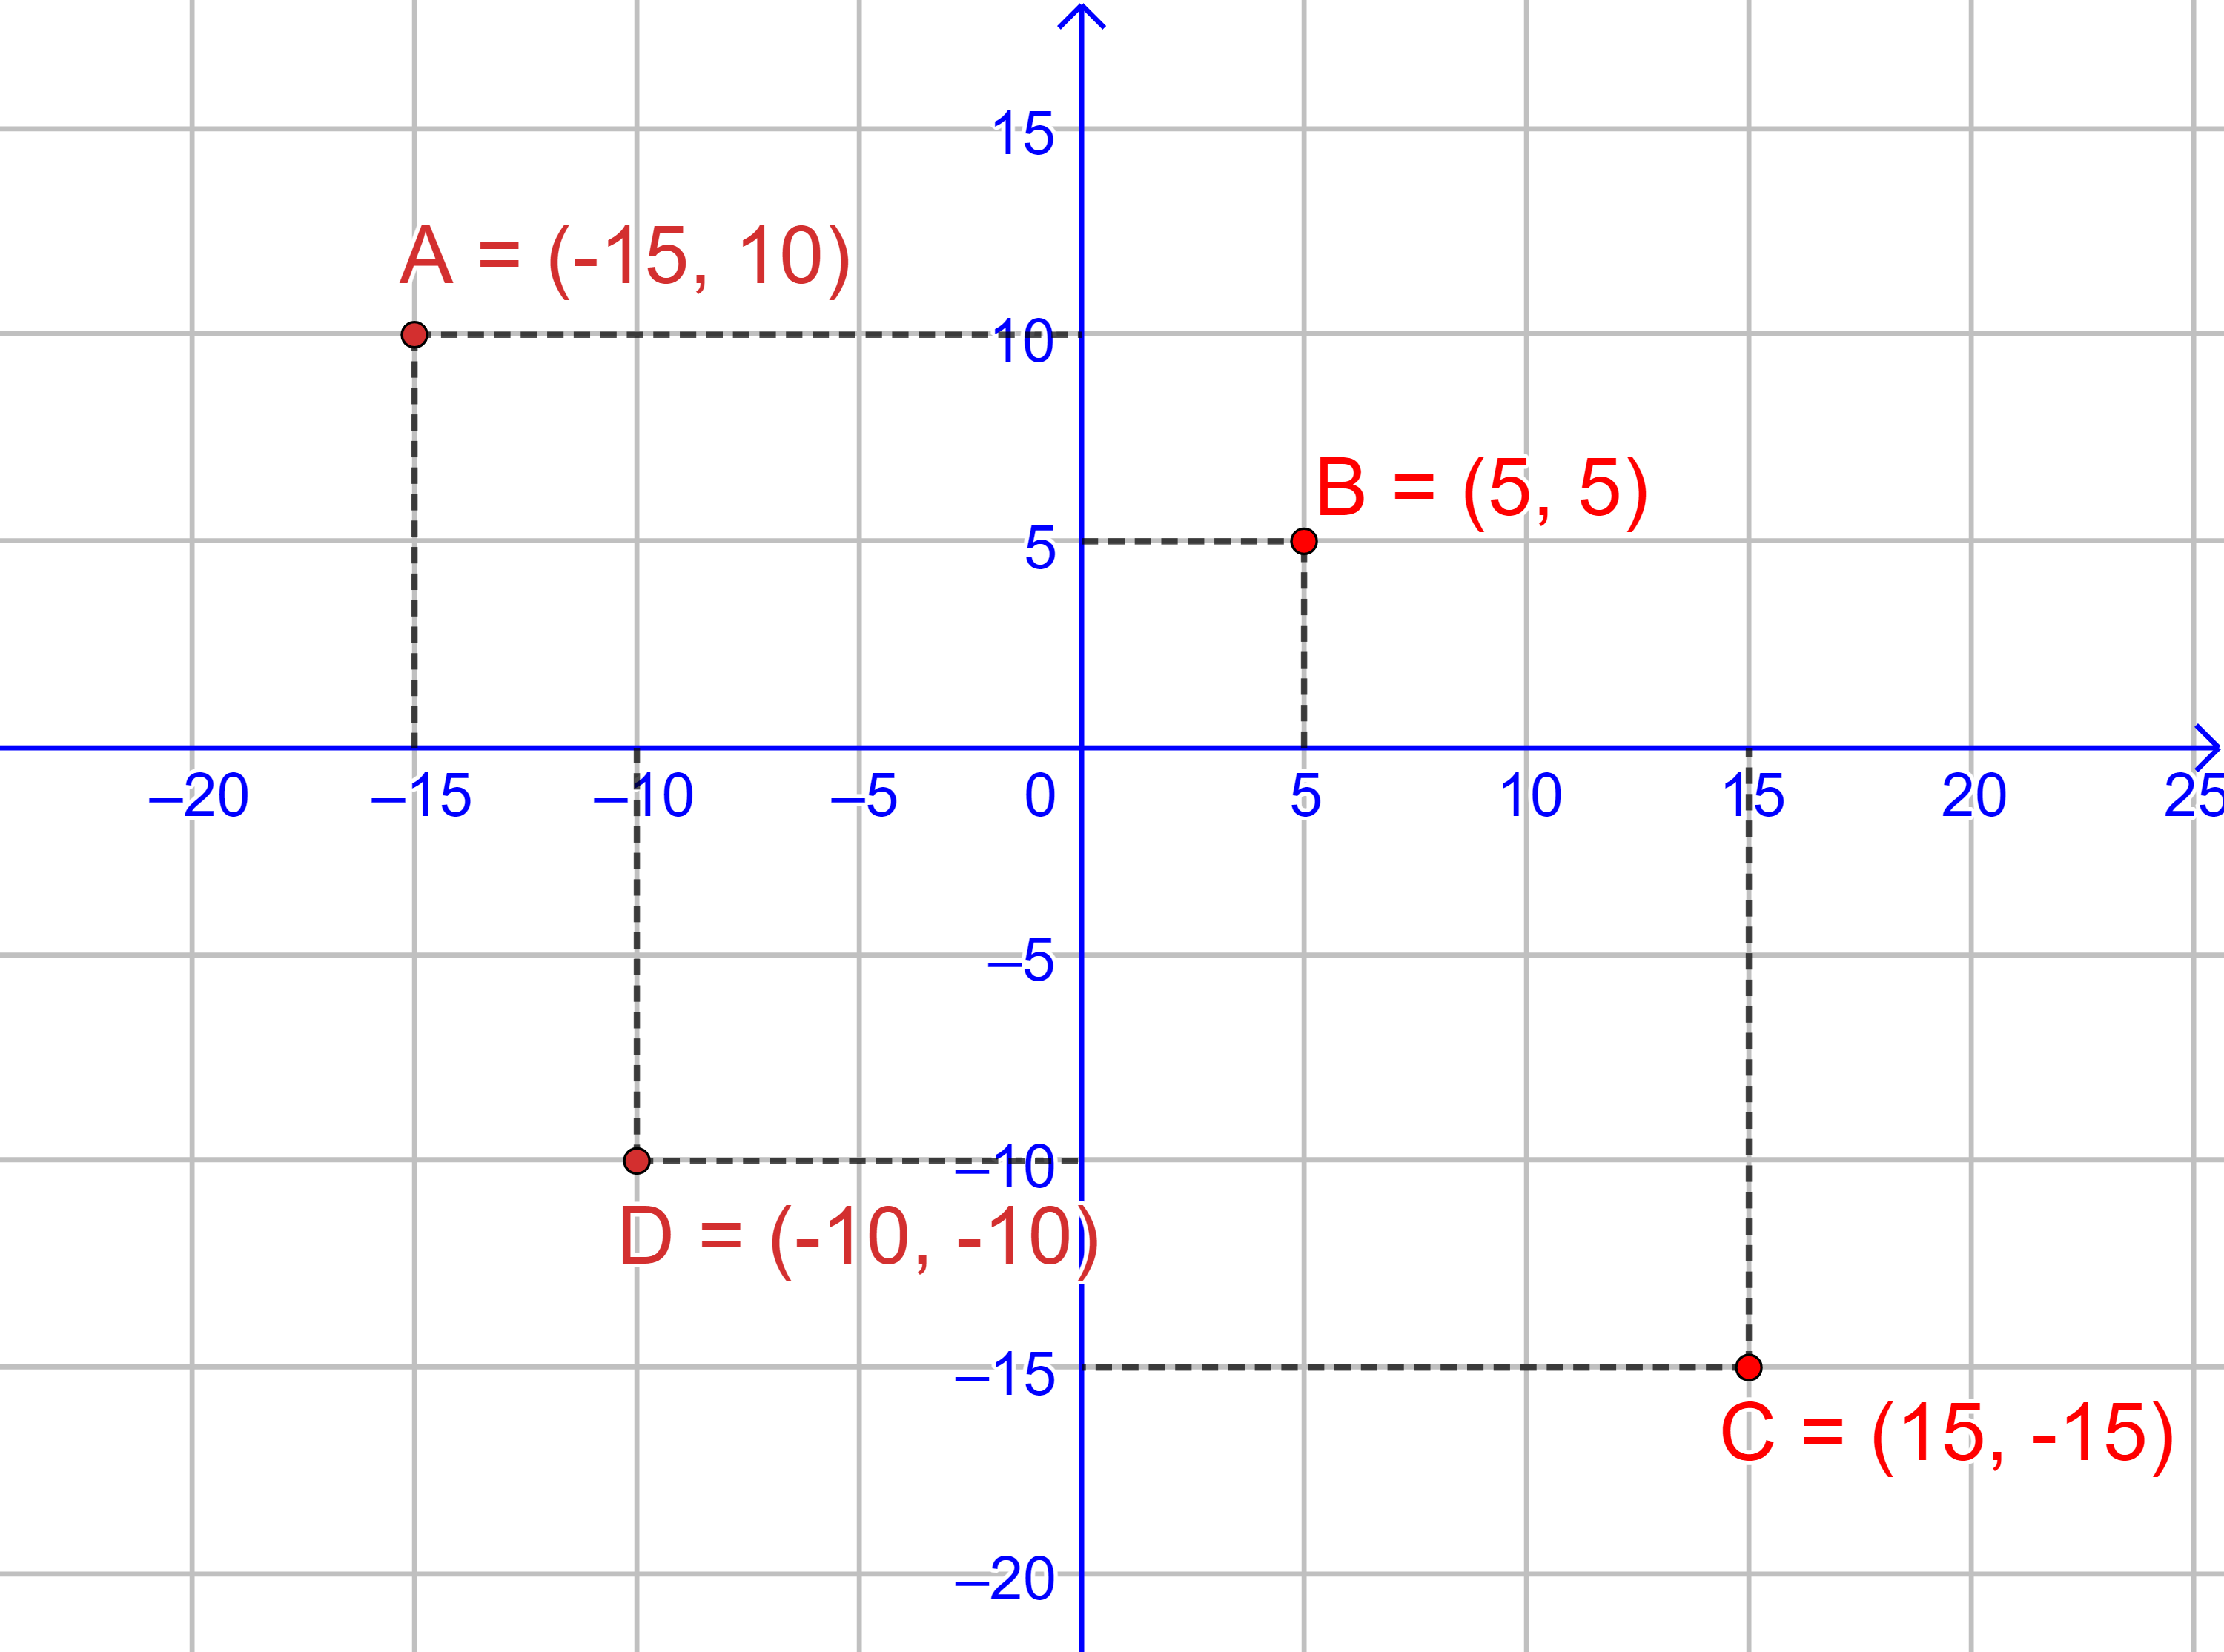 15
A = (-15, 10)
10
B = (5, 5)
5
–20 –15 –10 –5 0 5 10 15 20 25
–5
–10
D = (-10, -10)
–15
C = (15, -15)
–20